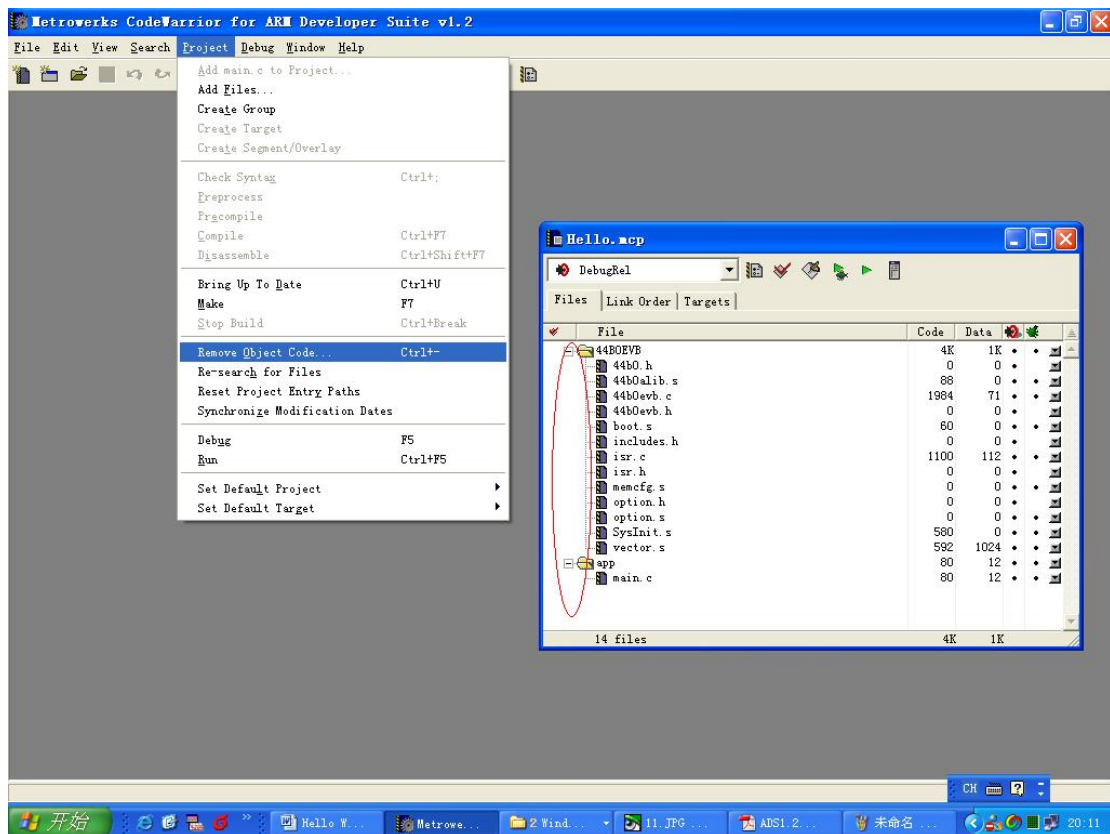 Metrowerks CodeWarrior for ARM Developer Suite v1.2
File Edit View Search Project Debug Window Help
Add main.c to Project...
Add Files...
Create Group
Create Target
Create Segment/Overlay
Check Syntax Ctrl+;
Preprocess
Precompile
Compile Ctrl+F7
Disassemble Ctrl+Shift+F7
Bring Up To Date Ctrl+U
Make F7
Stop Build Ctrl+Break
Remove Object Code... Ctrl+-
Re-search for Files
Reset Project Entry Paths
Synchronize Modification Dates
Debug F5
Run Ctrl+F5
Set Default Project
Set Default Target
Hello.mcp
DebugRel
Files Link Order Targets
File Code Data
44B0EVB 4K 1K
44b0.h 0 0
44b0alib.s 88 0
44b0evb.c 1984 71
44b0evb.h 0 0
boot.s 60 0
includes.h 0 0
isr.c 1100 112
isr.h 0 0
memcfg.s 0 0
option.h 0 0
option.s 0 0
SysInit.s 580 0
vector.s 592 1024
app 80 12
main.c 80 12
14 files 4K 1K
CH
开始 Hello W... Metrowe... 2 Wind... 11.JPG ... ADS1.2... 未命名 ... 20:11